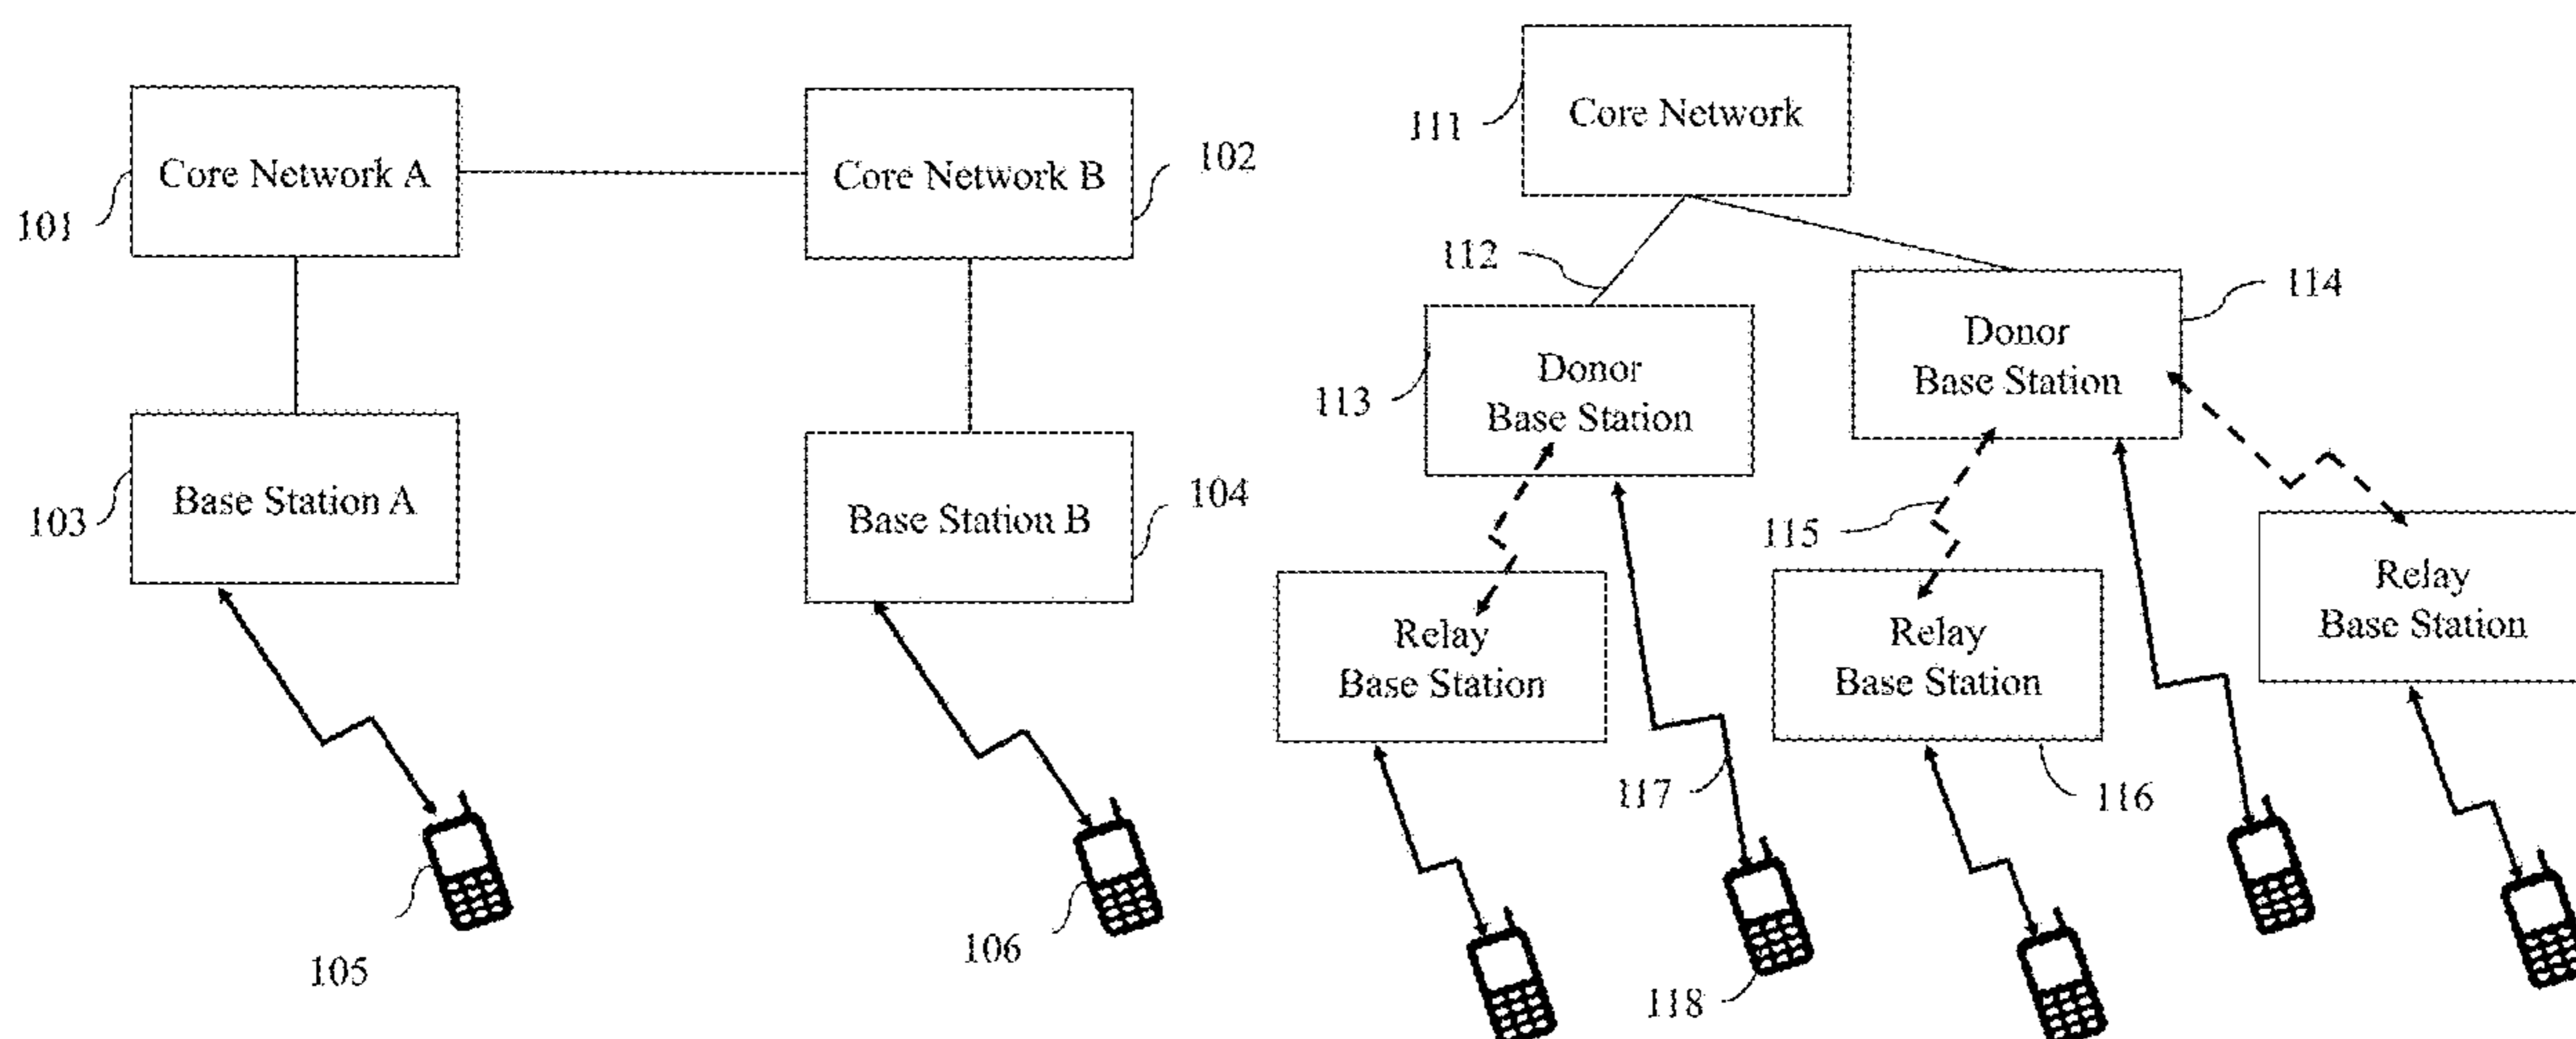 Core Network A
Core Network B
101
102
Base Station A
Base Station B
103
104
105
106
Core Network
111
112
Donor
Base Station
113
Donor
Base Station
114
115
Relay
Base Station
Relay
Base Station
Relay
Base Station
116
117
118